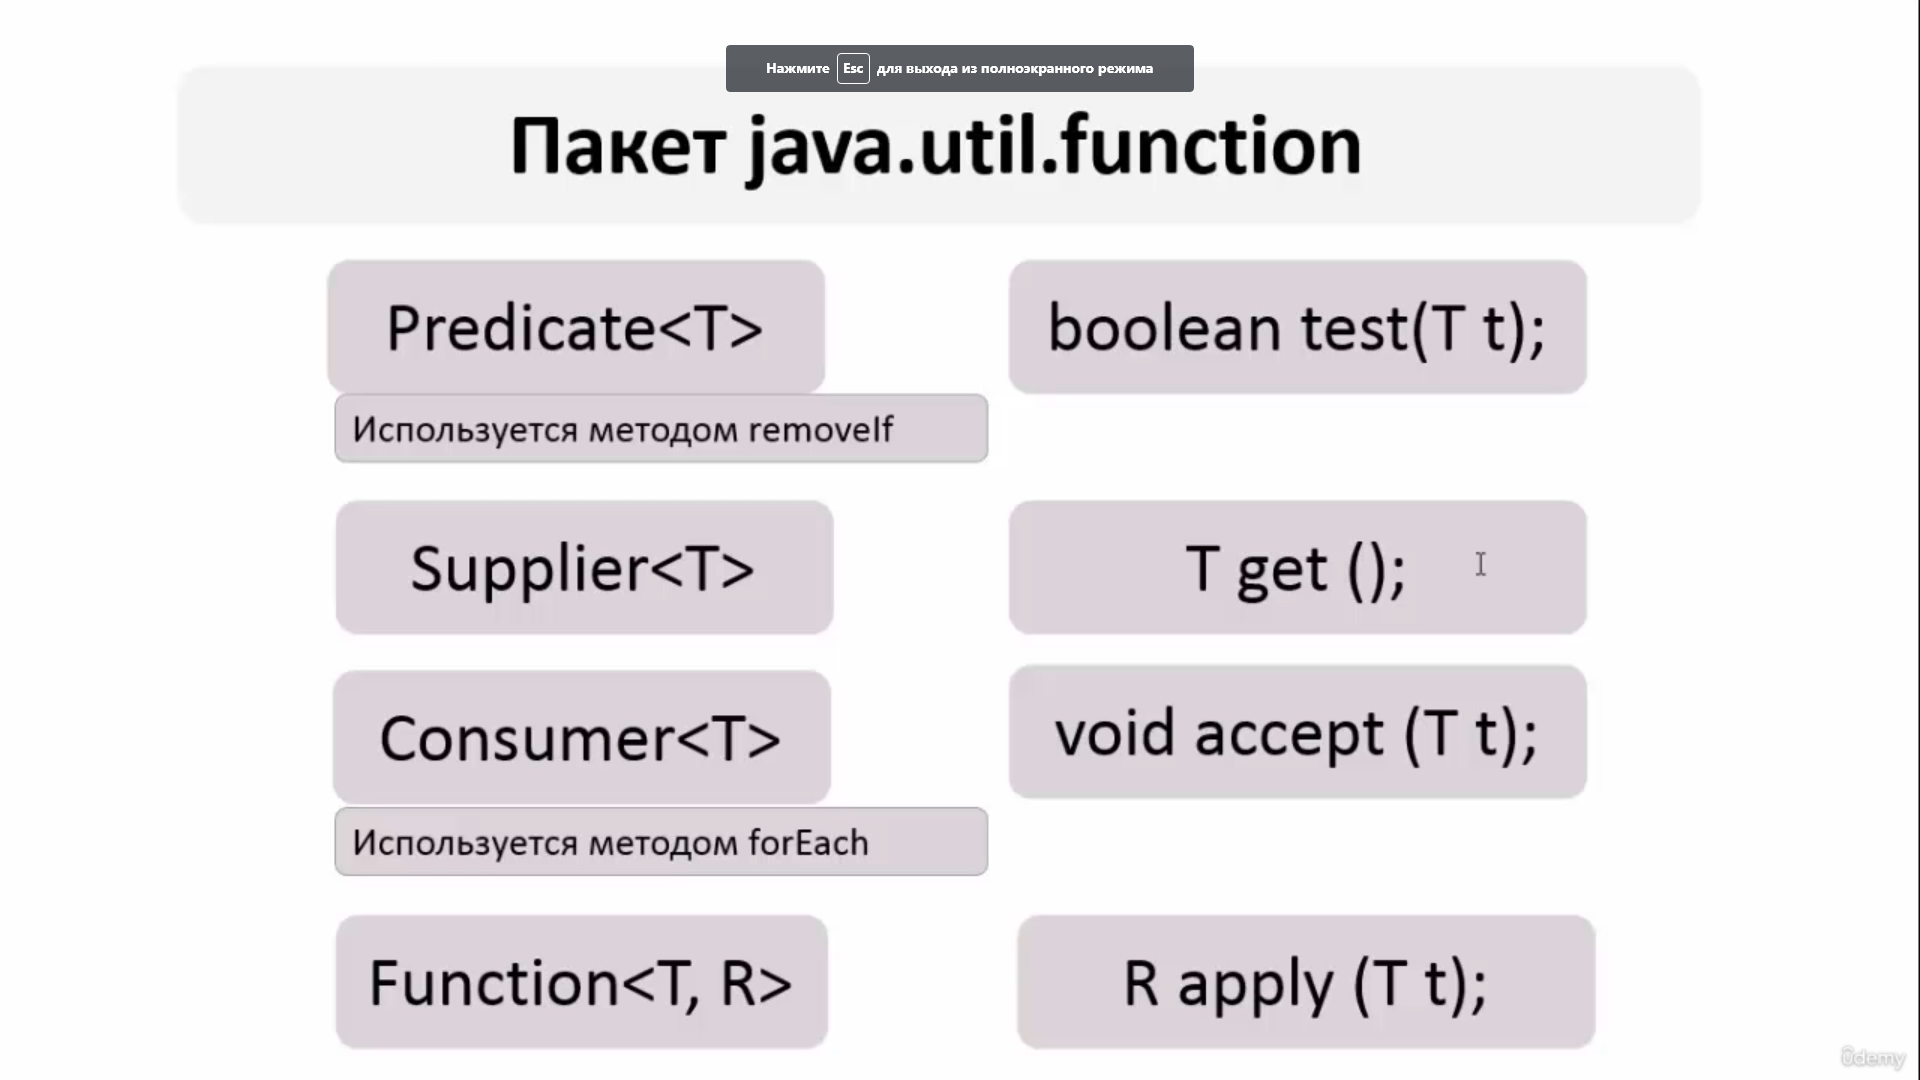 Нажмите Esc для выхода из полноэкранного режима
Пакет java.util.function
Predicate<T>
boolean test(T t);
Используется методом removeIf
Supplier<T>
T get ();
Consumer<T>
void accept (T t);
Используется методом forEach
Function<T, R>
R apply (T t);
ûdemy